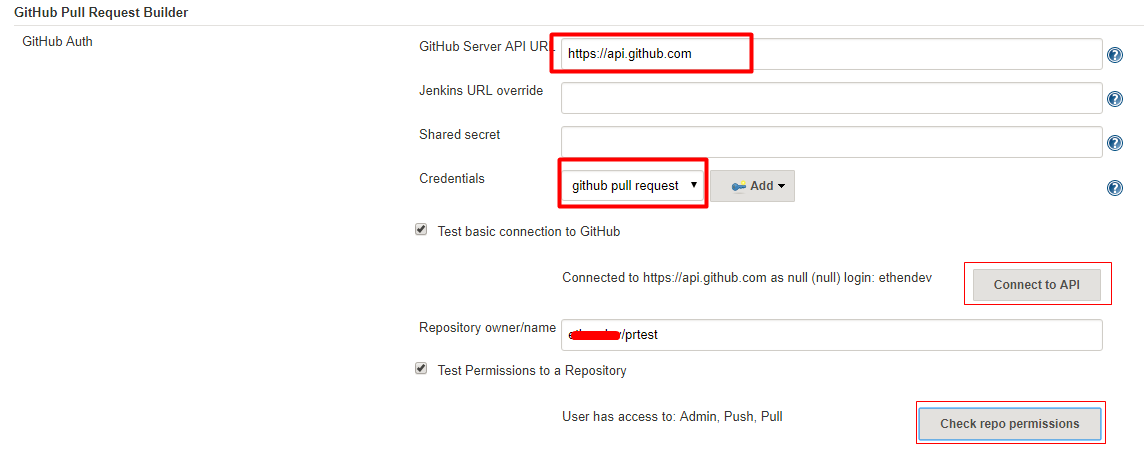 GitHub Pull Request Builder
GitHub Auth
GitHub Server API URL
https://api.github.com
Jenkins URL override
Shared secret
Credentials
github pull request
Add
Test basic connection to GitHub
Connected to https://api.github.com as null (null) login: ethendev
Connect to API
Repository owner/name
/prtest
Test Permissions to a Repository
User has access to: Admin, Push, Pull
Check repo permissions